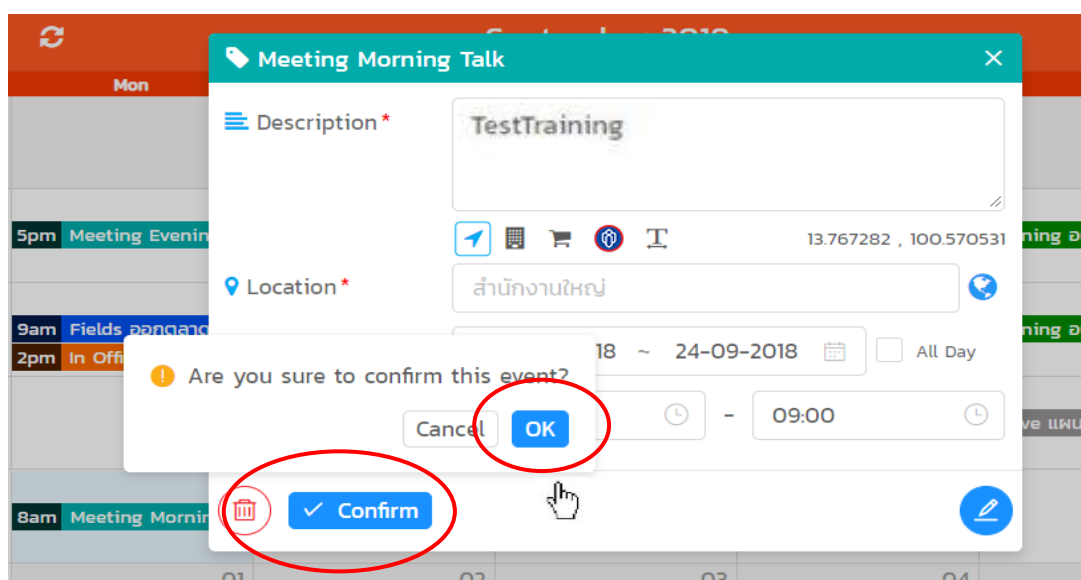 Meeting Morning Talk
Mon
Description*
TestTraining
5pm Meeting Evenin
13.767282 , 100.570531
ning
Location*
สำนักงานใหญ่
9am Fields ออกตลาด
ning
2pm In Offi
18 ~ 24-09-2018
All Day
Are you sure to confirm this event?
- 09:00
Cancel
OK
ve แผน
8am Meeting Mornin
Confirm
01 02 03 04